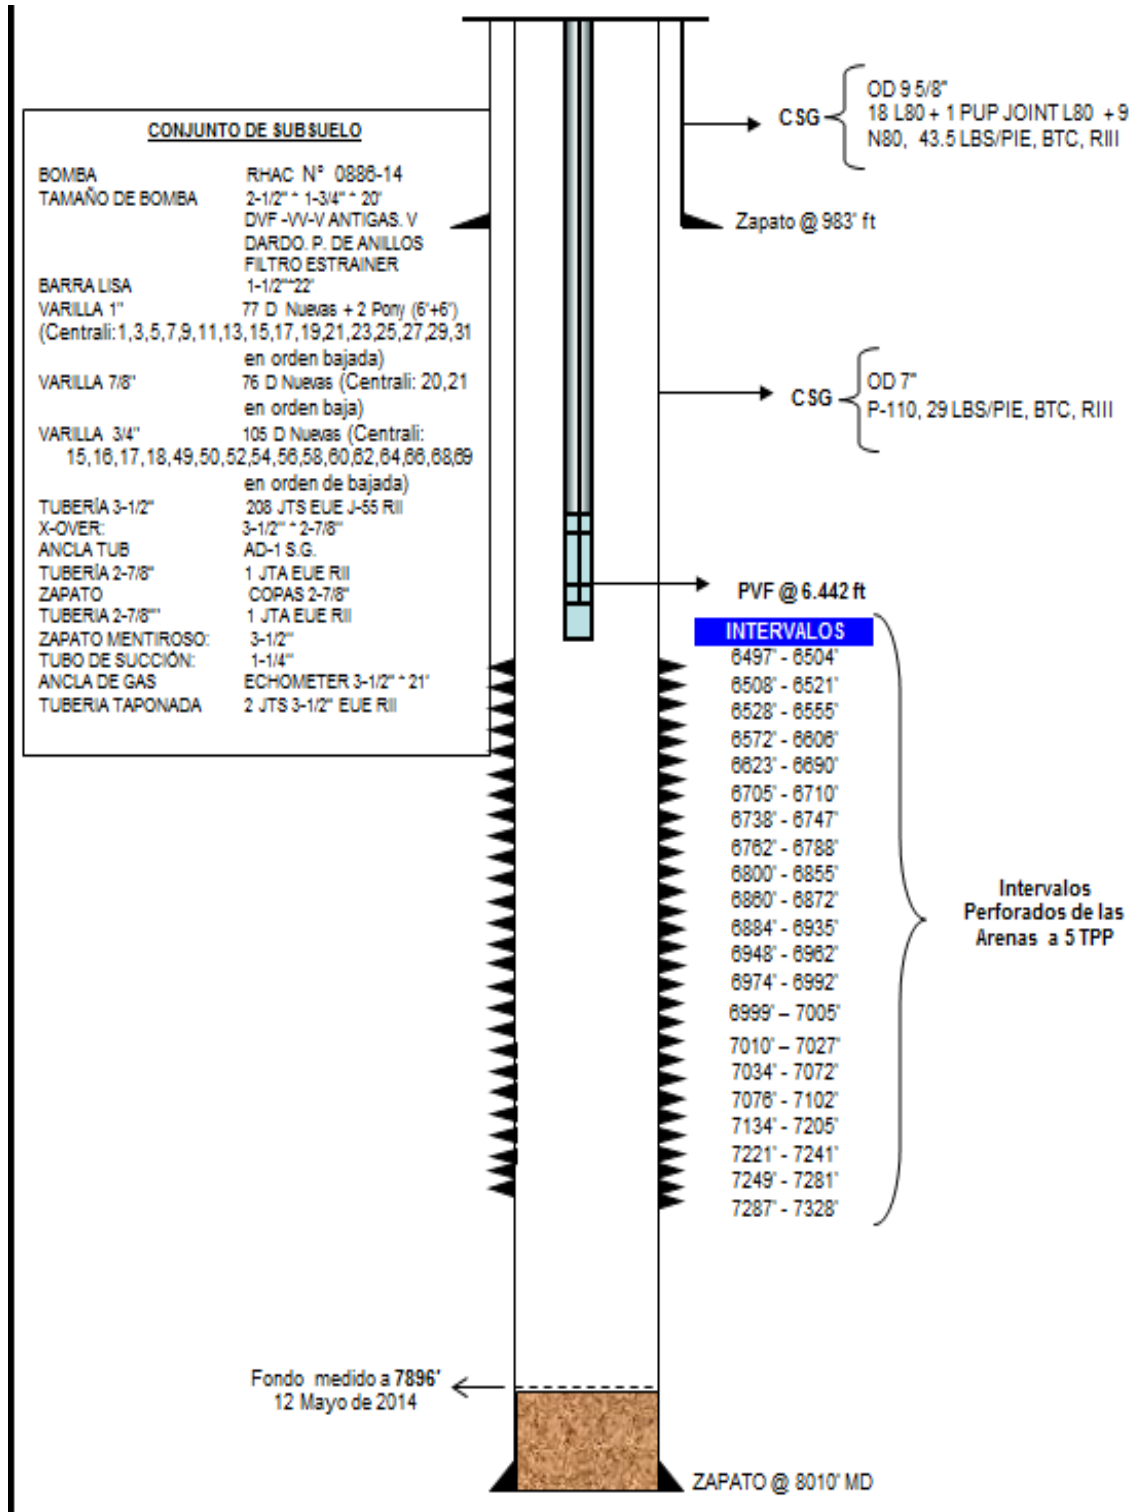 CONJUNTO DE SUBSUELO
BOMBA RHAC N° 0886-14
TAMAÑO DE BOMBA 2-1/2" * 1-3/4" * 20'
DVF -VV-V ANTIGAS. V
DARDO. P. DE ANILLOS
FILTRO ESTRAINER
BARRA LISA 1-1/2"*22'
VARILLA 1" 77 D Nuevas + 2 Pony (6'+6')
(Centrali:1,3,5,7,9,11,13,15,17,19,21,23,25,27,29,31
en orden bajada)
VARILLA 7/8" 76 D Nuevas (Centrali: 20,21
en orden baja)
VARILLA 3/4" 105 D Nuevas (Centrali:
15,16,17,18,49,50,52,54,56,58,60,62,64,66,68,69
en orden de bajada)
TUBERÍA 3-1/2" 208 JTS EUE J-55 RII
X-OVER: 3-1/2" * 2-7/8"
ANCLA TUB AD-1 S.G.
TUBERÍA 2-7/8" 1 JTA EUE RII
ZAPATO COPAS 2-7/8"
TUBERIA 2-7/8"" 1 JTA EUE RII
ZAPATO MENTIROSO: 3-1/2"
TUBO DE SUCCIÓN: 1-1/4"
ANCLA DE GAS ECHOMETER 3-1/2" * 21'
TUBERIA TAPONADA 2 JTS 3-1/2" EUE RII
CSG
OD 9 5/8"
18 L80 + 1 PUP JOINT L80 + 9
N80, 43.5 LBS/PIE, BTC, RIII
Zapato @ 983' ft
CSG
OD 7"
P-110, 29 LBS/PIE, BTC, RIII
PVF @ 6.442 ft
INTERVALOS
6497' - 6504'
6508' - 6521'
6528' - 6555'
6572' - 6606'
6623' - 6690'
6705' - 6710'
6738' - 6747'
6762' - 6788'
6800' - 6855'
6860' - 6872'
6884' - 6935'
6948' - 6962'
6974' - 6992'
6999' – 7005'
7010' – 7027'
7034' - 7072'
7076' - 7102'
7134' - 7205'
7221' - 7241'
7249' - 7281'
7287' - 7328'
Intervalos
Perforados de las
Arenas a 5 TPP
Fondo medido a 7896'
12 Mayo de 2014
ZAPATO @ 8010' MD